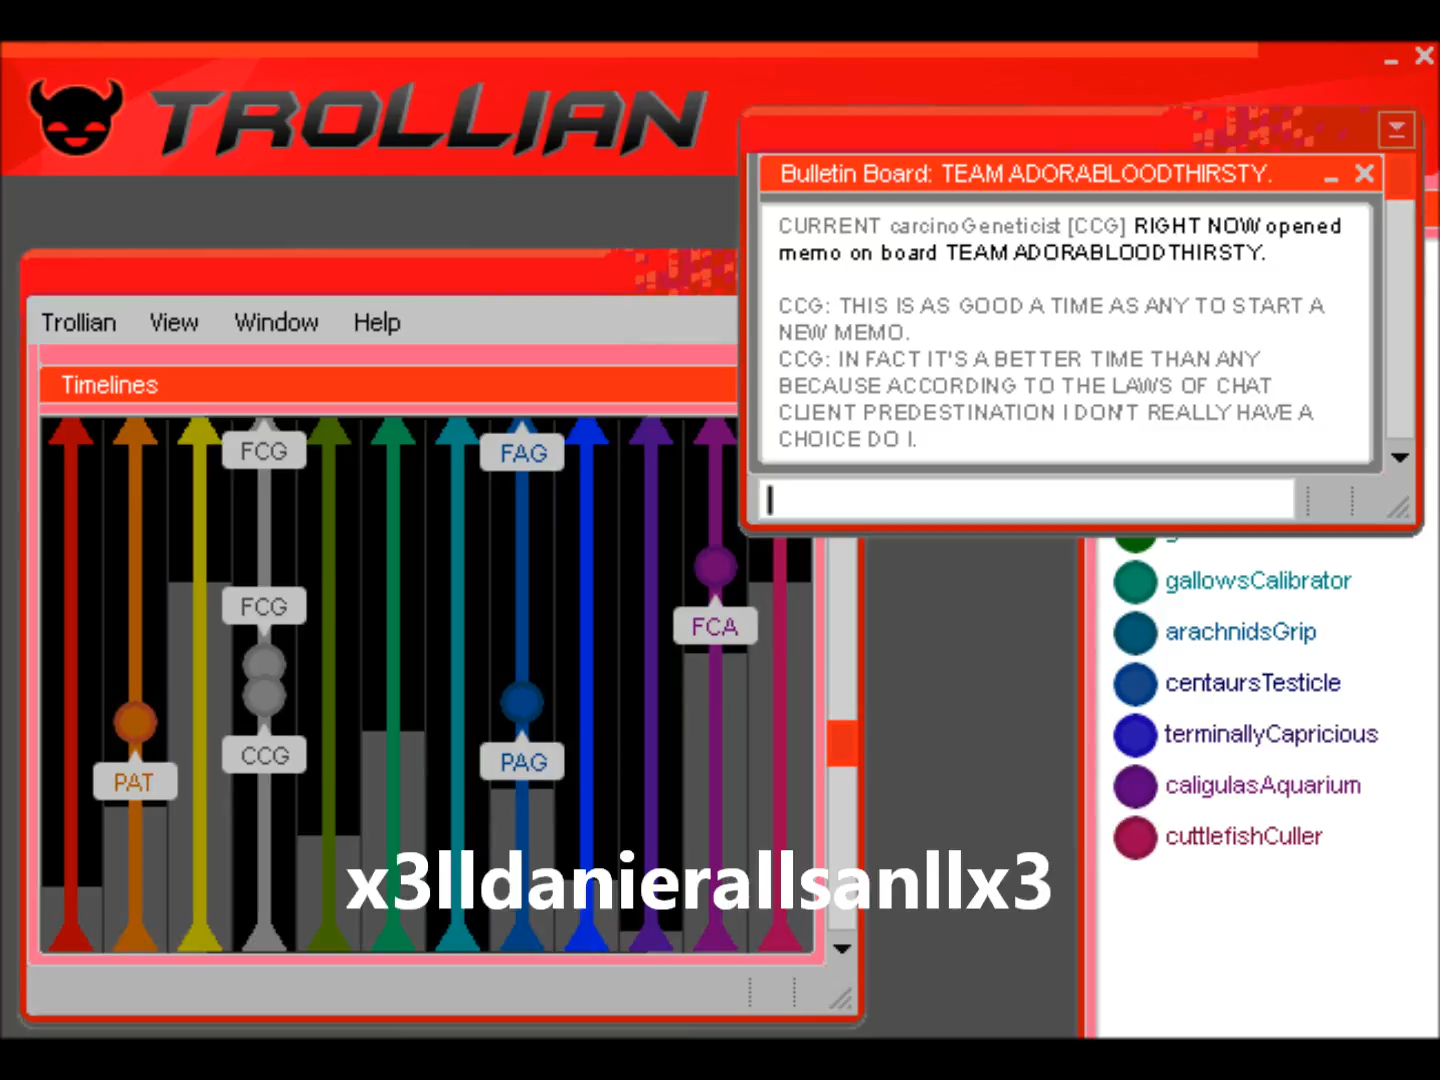 TROLLIAN
Bulletin Board: TEAM ADORABLOODTHIRSTY.
CURRENT carcinoGeneticist [CCG] RIGHT NOW opened
memo on board TEAM ADORABLOODTHIRSTY.
CCG: THIS IS AS GOOD A TIME AS ANY TO START A
NEW MEMO.
CCG: IN FACT IT'S A BETTER TIME THAN ANY
BECAUSE ACCORDING TO THE LAWS OF CHAT
CLIENT PREDESTINATION I DON'T REALLY HAVE A
CHOICE DO I.
Trollian View Window Help
Timelines
FCG
FAG
FCG
FCA
CCG
PAG
PAT
gallowsCalibrator
arachnidsGrip
centaursTesticle
terminallyCapricious
caligulasAquarium
cuttlefishCuller
x3lldanierallsanllx3